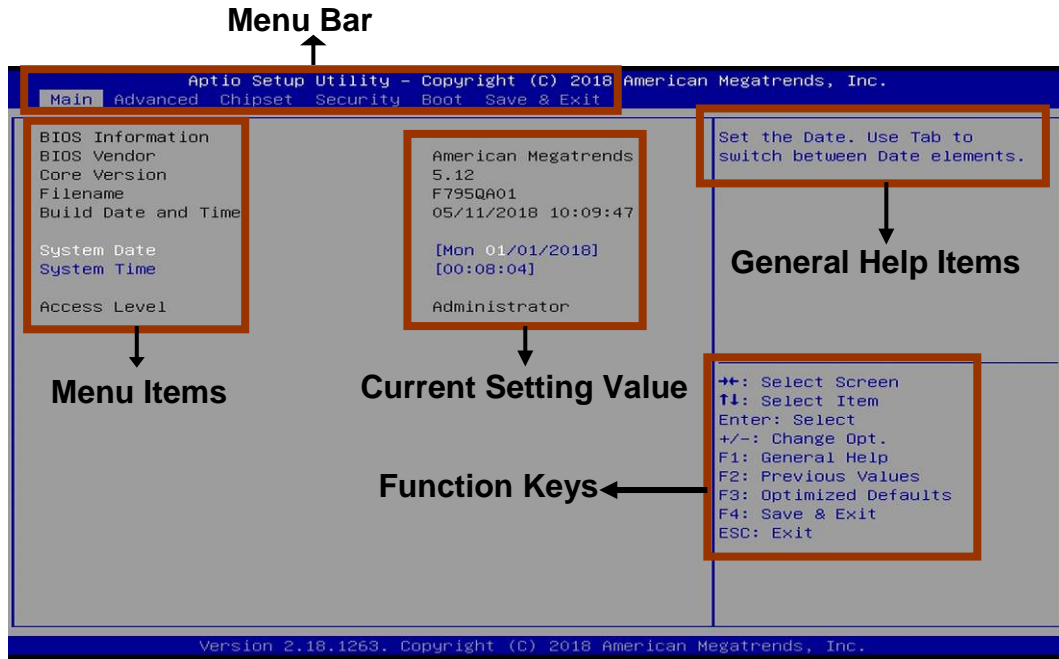 Menu Bar
Aptio Setup Utility – Copyright (C) 2018 American Megatrends, Inc.
Main Advanced Chipset Security Boot Save & Exit
BIOS Information
BIOS Vendor American Megatrends
Core Version 5.12
Filename F795QA01
Build Date and Time 05/11/2018 10:09:47
System Date [Mon 01/01/2018]
System Time [00:08:04]
Access Level Administrator
Set the Date. Use Tab to
switch between Date elements.
General Help Items
Menu Items
Current Setting Value
→←: Select Screen
↑↓: Select Item
Enter: Select
+/-: Change Opt.
F1: General Help
F2: Previous Values
F3: Optimized Defaults
F4: Save & Exit
ESC: Exit
Function Keys
Version 2.18.1263. Copyright (C) 2018 American Megatrends, Inc.